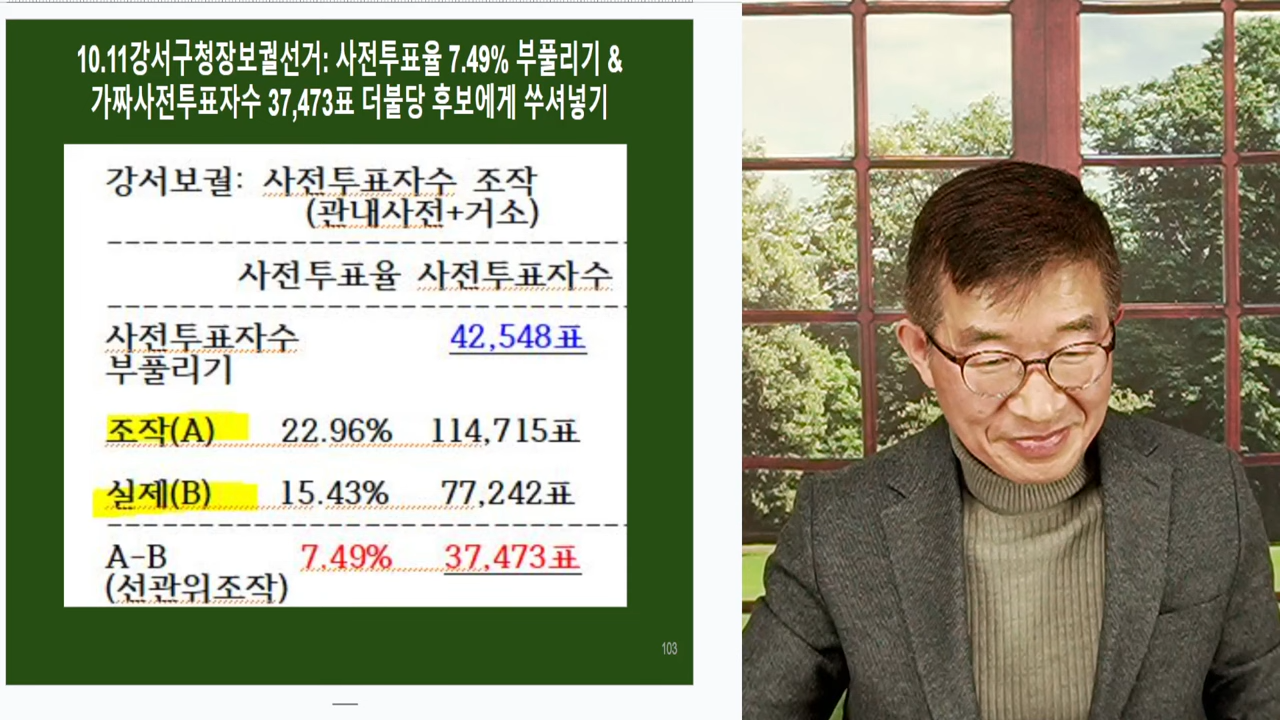 10.11강서구청장보궐선거: 사전투표율 7.49% 부풀리기 &
가짜사전투표자수 37,473표 더불당 후보에게 쑤셔넣기
강서보궐: 사전투표자수 조작
(관내사전+거소)
사전투표율 사전투표자수
사전투표자수 42,548표
부풀리기
조작(A) 22.96% 114,715표
실제(B) 15.43% 77,242표
A-B 7.49% 37,473표
(선관위조작)
103